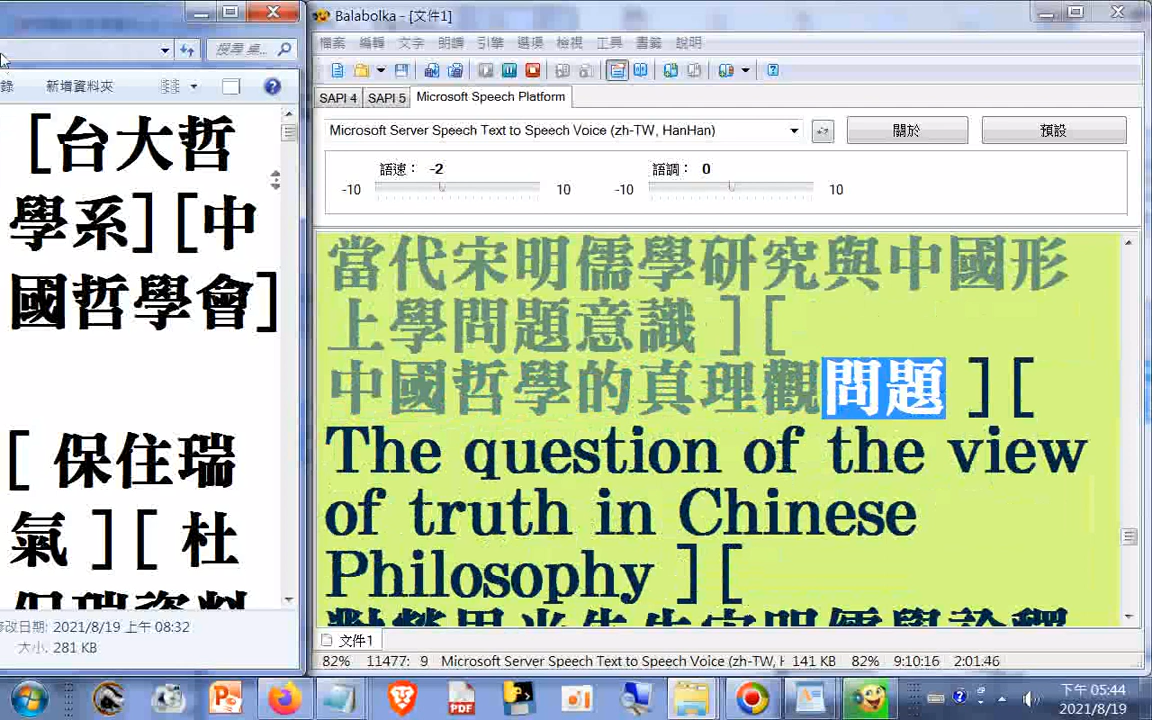 搜尋 桌...
新增資料夾
[台大哲
學系][中
國哲學會]
[ 保住瑞
氣 ][ 杜
改日期: 2021/8/19 上午 08:32
大小: 281 KB
Balabolka - [文件1]
檔案 編輯 文字 朗讀 引擎 選項 檢視 工具 書籤 說明
SAPI 4 SAPI 5 Microsoft Speech Platform
Microsoft Server Speech Text to Speech Voice (zh-TW, HanHan)
關於
預設
語速： -2
-10 10
語調： 0
-10 10
當代宋明儒學研究與中國形
上學問題意識 ][
中國哲學的真理觀問題 ][
The question of the view
of truth in Chinese
Philosophy ][
文件1
82% 11477: 9 Microsoft Server Speech Text to Speech Voice (zh-TW, H 141 KB 82% 9:10:16 2:01.46
下午 05:44
2021/8/19